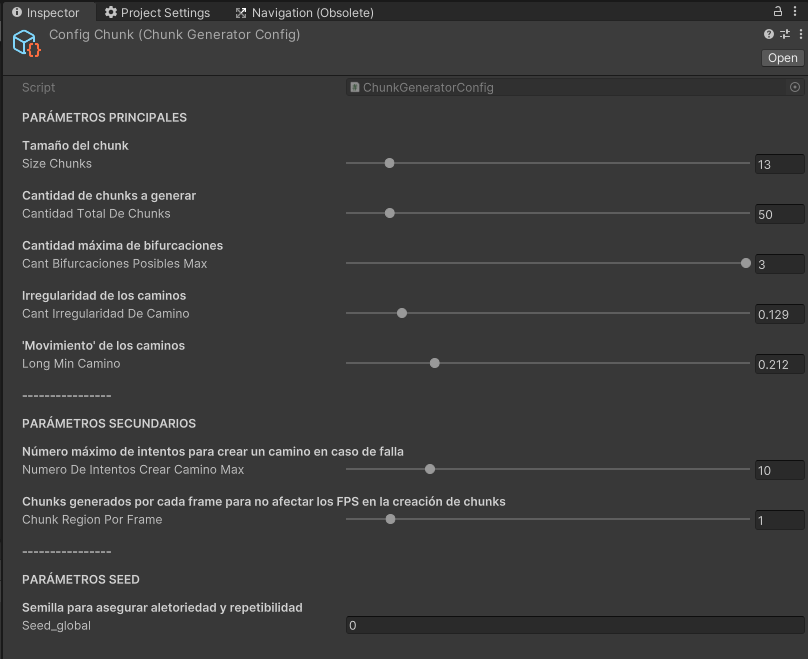 Inspector
Project Settings
Navigation (Obsolete)
Config Chunk (Chunk Generator Config)
Open
Script
ChunkGeneratorConfig
PARÁMETROS PRINCIPALES
Tamaño del chunk
Size Chunks
13
Cantidad de chunks a generar
Cantidad Total De Chunks
50
Cantidad máxima de bifurcaciones
Cant Bifurcaciones Posibles Max
3
Irregularidad de los caminos
Cant Irregularidad De Camino
0.129
'Movimiento' de los caminos
Long Min Camino
0.212
----------------
PARÁMETROS SECUNDARIOS
Número máximo de intentos para crear un camino en caso de falla
Numero De Intentos Crear Camino Max
10
Chunks generados por cada frame para no afectar los FPS en la creación de chunks
Chunk Region Por Frame
1
----------------
PARÁMETROS SEED
Semilla para asegurar aletoriedad y repetibilidad
Seed_global
0